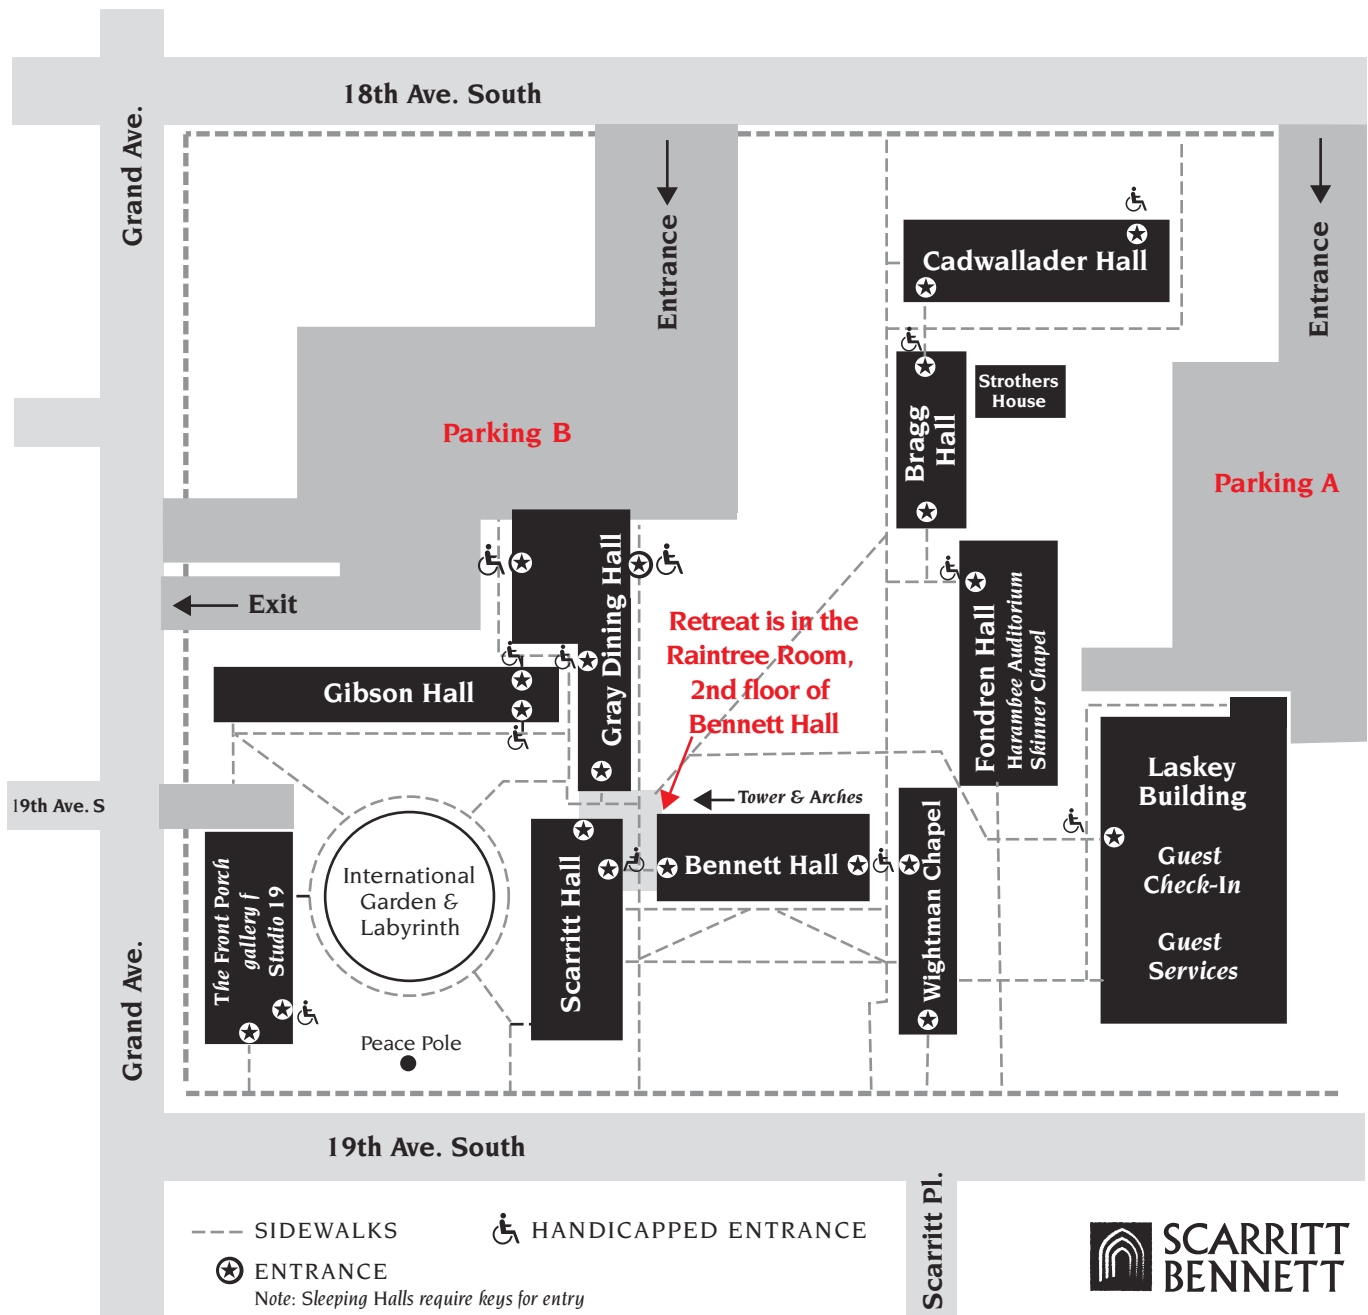 18th Ave. South
Grand Ave.
Entrance
Entrance
Cadwallader Hall
Strothers
House
Bragg
Hall
Parking B
Parking A
Exit
Gray Dining Hall
Retreat is in the
Raintree Room,
2nd floor of
Bennett Hall
Fondren Hall
Harambee Auditorium
Skinner Chapel
Gibson Hall
Laskey
Building
Guest
Check-In
Guest
Services
19th Ave. S
Tower & Arches
The Front Porch
gallery f
Studio 19
International
Garden &
Labyrinth
Scarritt Hall
Bennett Hall
Wightman Chapel
Grand Ave.
Peace Pole
19th Ave. South
Scarritt Pl.
SIDEWALKS
HANDICAPPED ENTRANCE
ENTRANCE
Note: Sleeping Halls require keys for entry
SCARRITT
BENNETT